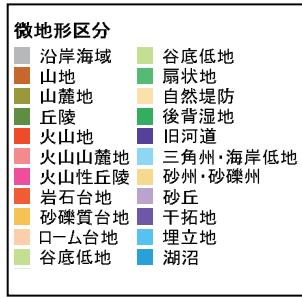 微地形区分
沿岸海域
山地
山麓地
丘陵
火山地
火山山麓地
火山性丘陵
岩石台地
砂礫質台地
ローム台地
谷底低地
谷底低地
扇状地
自然堤防
後背湿地
旧河道
三角州・海岸低地
砂州・砂礫州
砂丘
干拓地
埋立地
湖沼